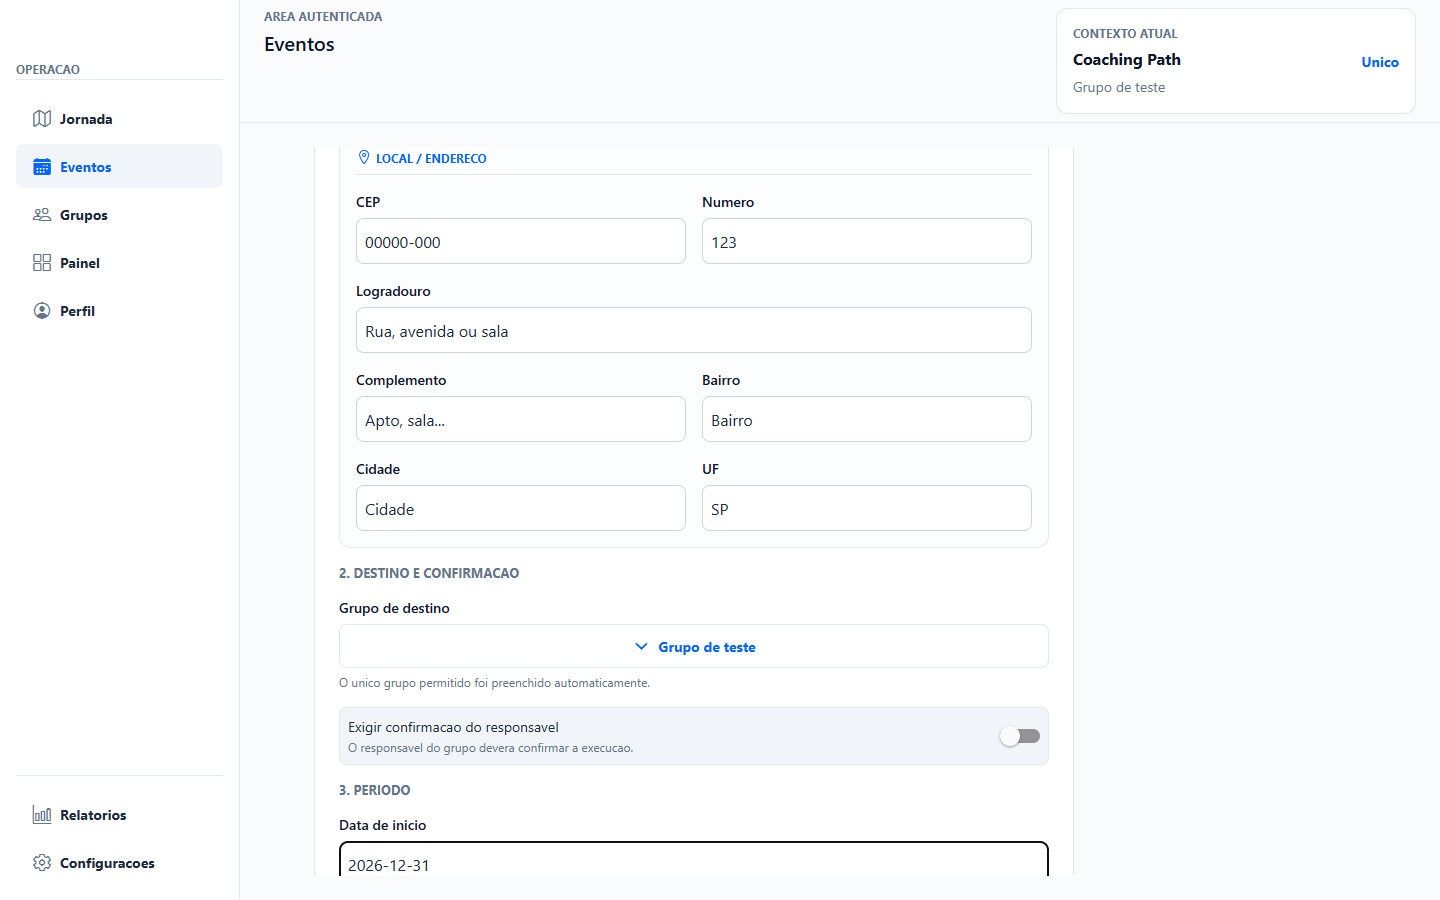 OPERACAO
Jornada
Eventos
Grupos
Painel
Perfil
Relatorios
Configuracoes
AREA AUTENTICADA
Eventos
CONTEXTO ATUAL
Coaching Path
Unico
Grupo de teste
LOCAL / ENDERECO
CEP
Numero
00000-000
123
Logradouro
Rua, avenida ou sala
Complemento
Bairro
Apto, sala...
Bairro
Cidade
UF
Cidade
SP
2. DESTINO E CONFIRMACAO
Grupo de destino
Grupo de teste
O unico grupo permitido foi preenchido automaticamente.
Exigir confirmacao do responsavel
O responsavel do grupo devera confirmar a execucao.
3. PERIODO
Data de inicio
2026-12-31